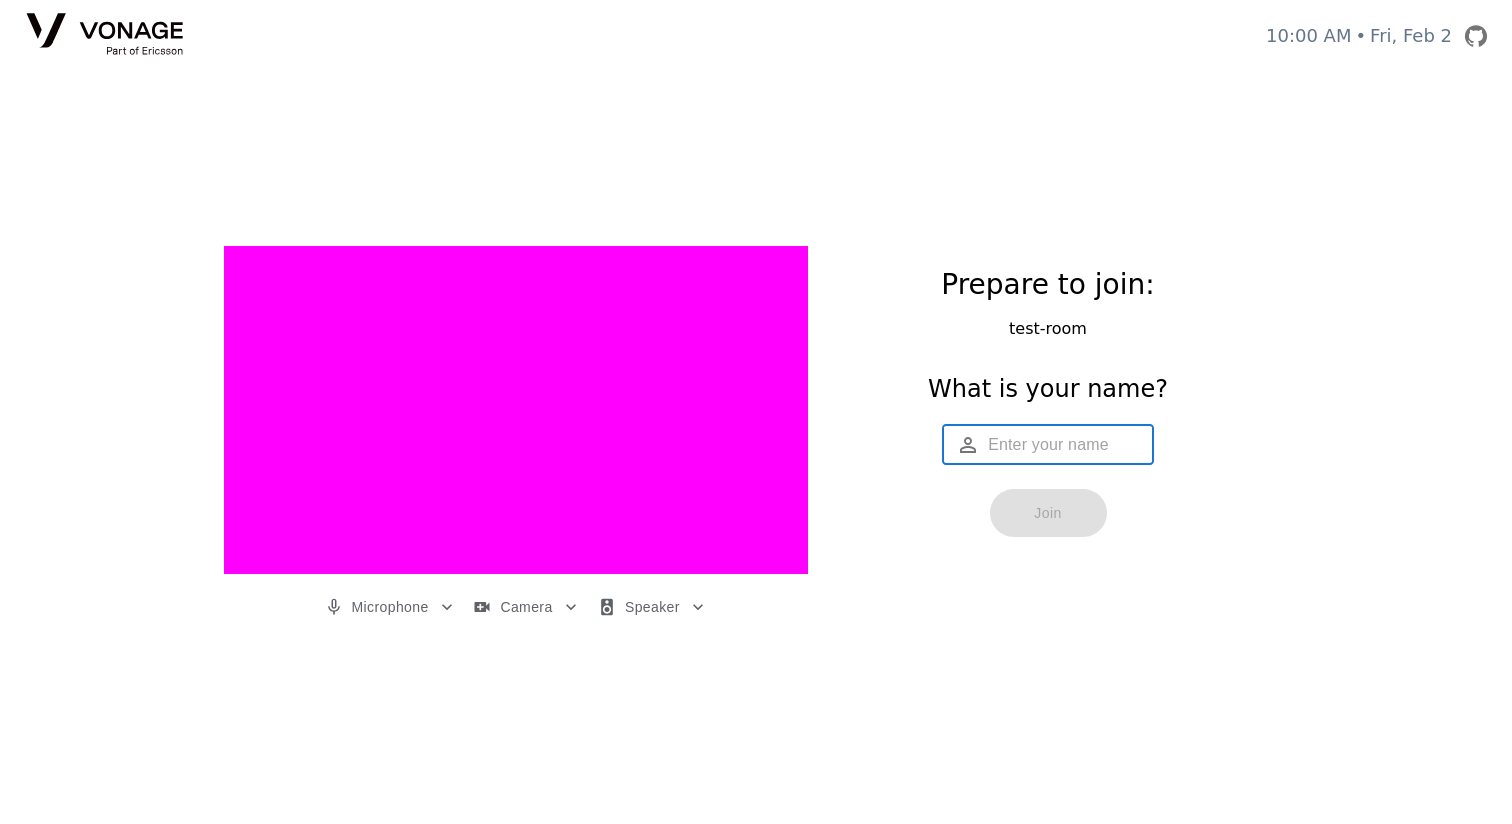 VONAGE
Part of Ericsson
10:00 AM • Fri, Feb 2
Prepare to join:
test-room
What is your name?
Enter your name
Join
Microphone
Camera
Speaker